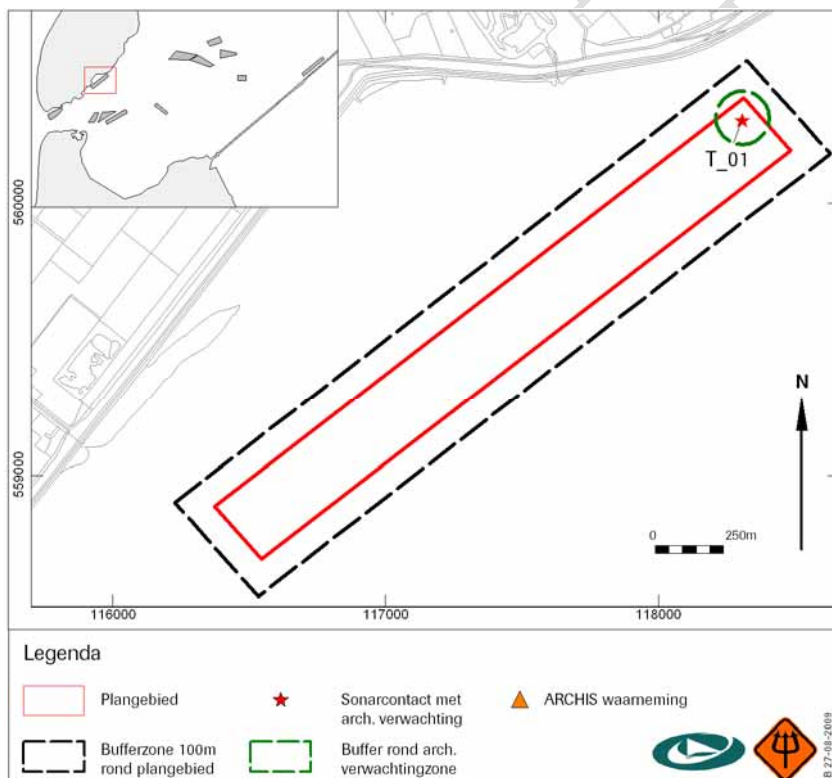 T_01
560000
559000
N
0 250m
116000 117000 118000
Legenda
Plangebied
Sonarcontact met
arch. verwachting
ARCHIS waarneming
Bufferzone 100m
rond plangebied
Buffer rond arch.
verwachtingzone
27-08-2009